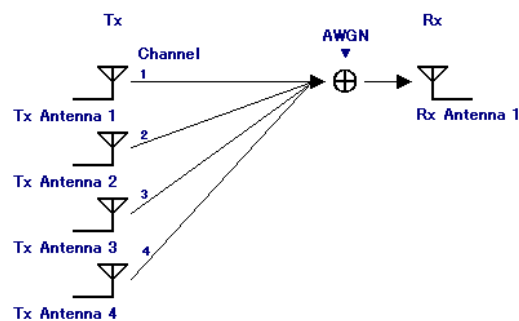 Tx
AWGN
Rx
Channel
1
Tx Antenna 1
Rx Antenna 1
2
Tx Antenna 2
3
Tx Antenna 3
4
Tx Antenna 4